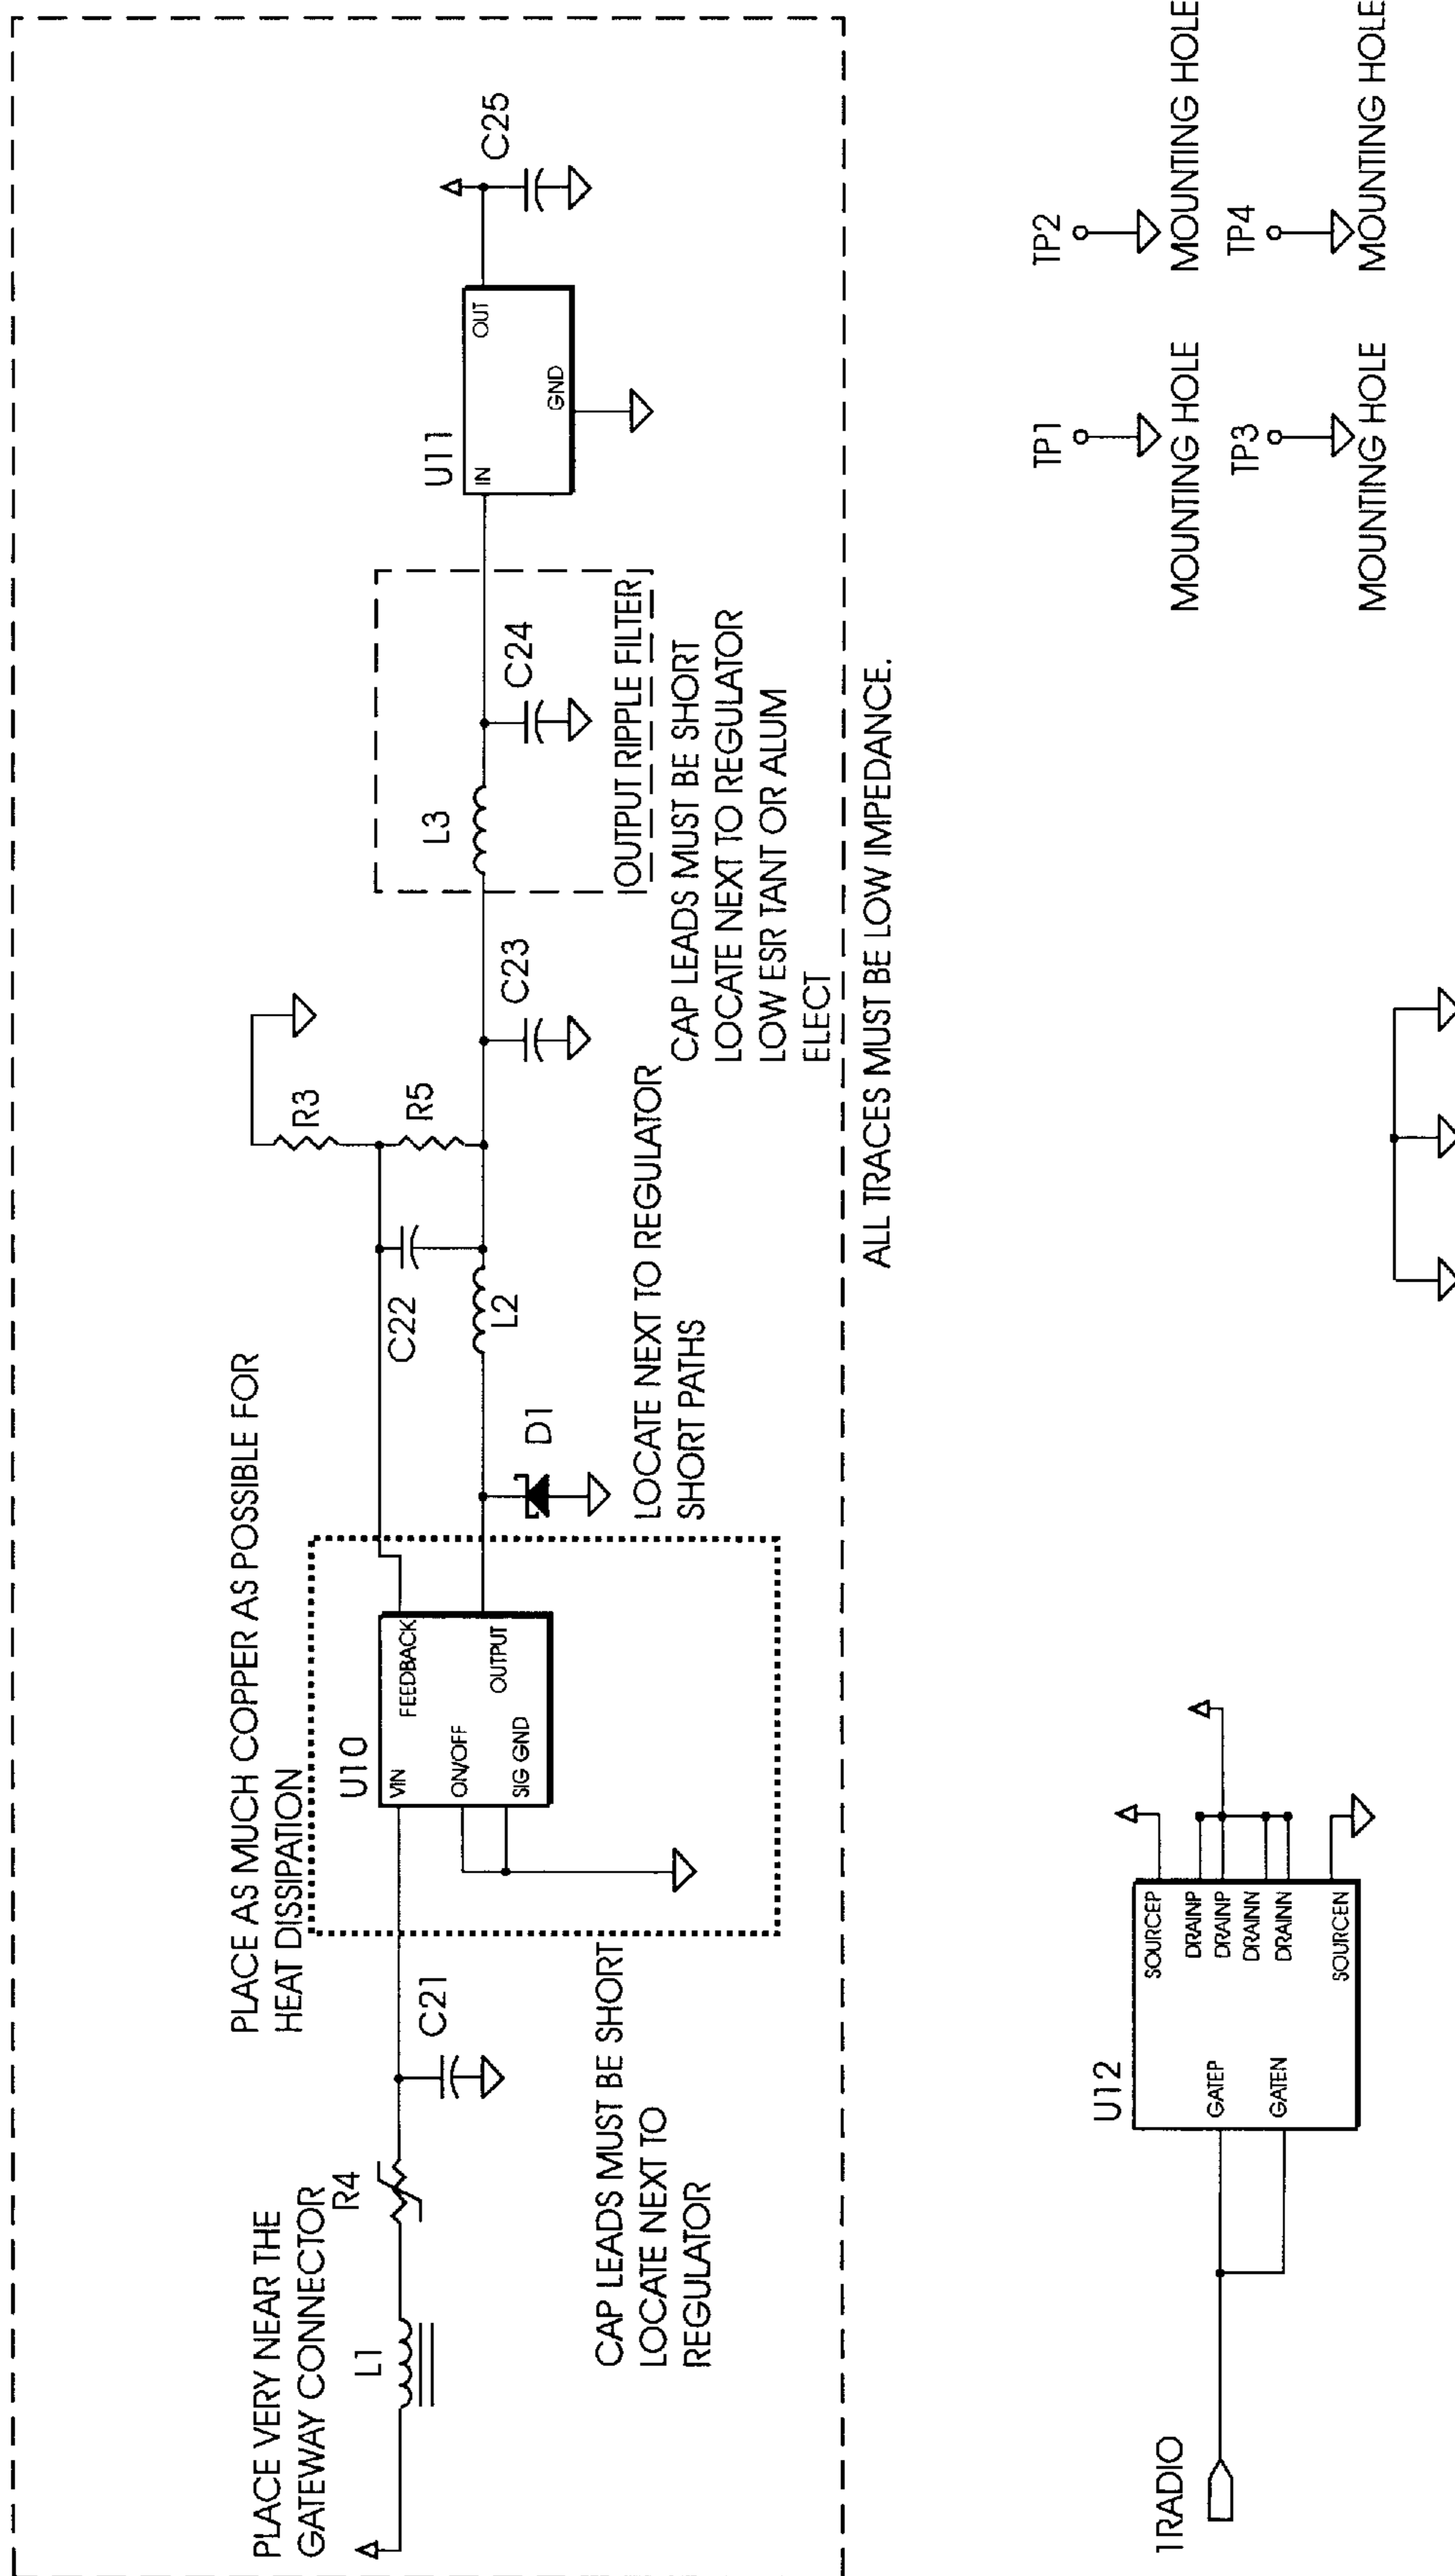 PLACE VERY NEAR THE
GATEWAY CONNECTOR
L1
R4
C21
CAP LEADS MUST BE SHORT
LOCATE NEXT TO
REGULATOR
PLACE AS MUCH COPPER AS POSSIBLE FOR
HEAT DISSIPATION
U10
VIN
FEEDBACK
ON/OFF
OUTPUT
SIG GND
D1
LOCATE NEXT TO REGULATOR
SHORT PATHS
C22
L2
R3
R5
C23
L3
C24
OUTPUT RIPPLE FILTER
CAP LEADS MUST BE SHORT
LOCATE NEXT TO REGULATOR
LOW ESR TANT OR ALUM
ELECT
U11
IN
OUT
GND
C25
ALL TRACES MUST BE LOW IMPEDANCE.
1RADIO
U12
GATEP
GATEN
SOURCEP
DRAINP
DRAINP
DRAINN
DRAINN
SOURCEN
TP1
MOUNTING HOLE
TP2
MOUNTING HOLE
TP3
MOUNTING HOLE
TP4
MOUNTING HOLE